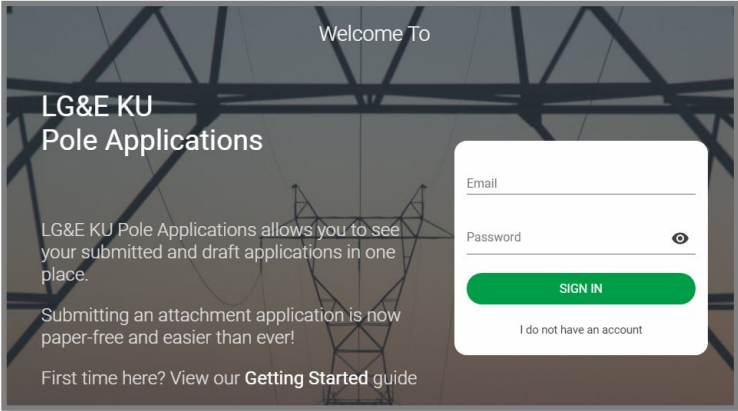 Welcome To
LG&E KU
Pole Applications
LG&E KU Pole Applications allows you to see
your submitted and draft applications in one
place.
Submitting an attachment application is now
paper-free and easier than ever!
First time here? View our Getting Started guide
Email
Password
SIGN IN
I do not have an account